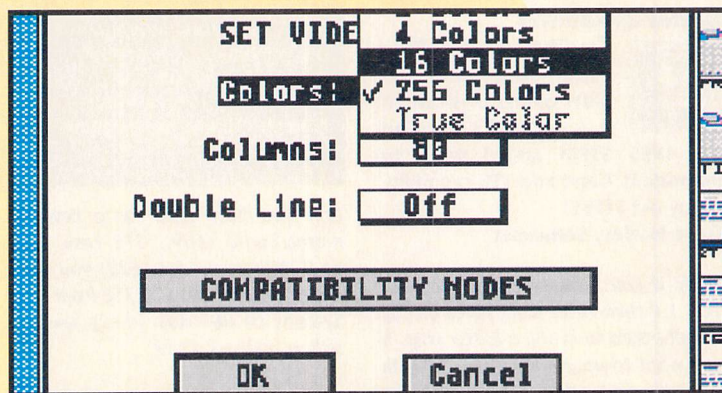 SET VIDE
4 Colors
16 Colors
Colors: ✓ 256 Colors
True Color
Columns: 80
Double Line: Off
COMPATIBILITY MODES
OK Cancel